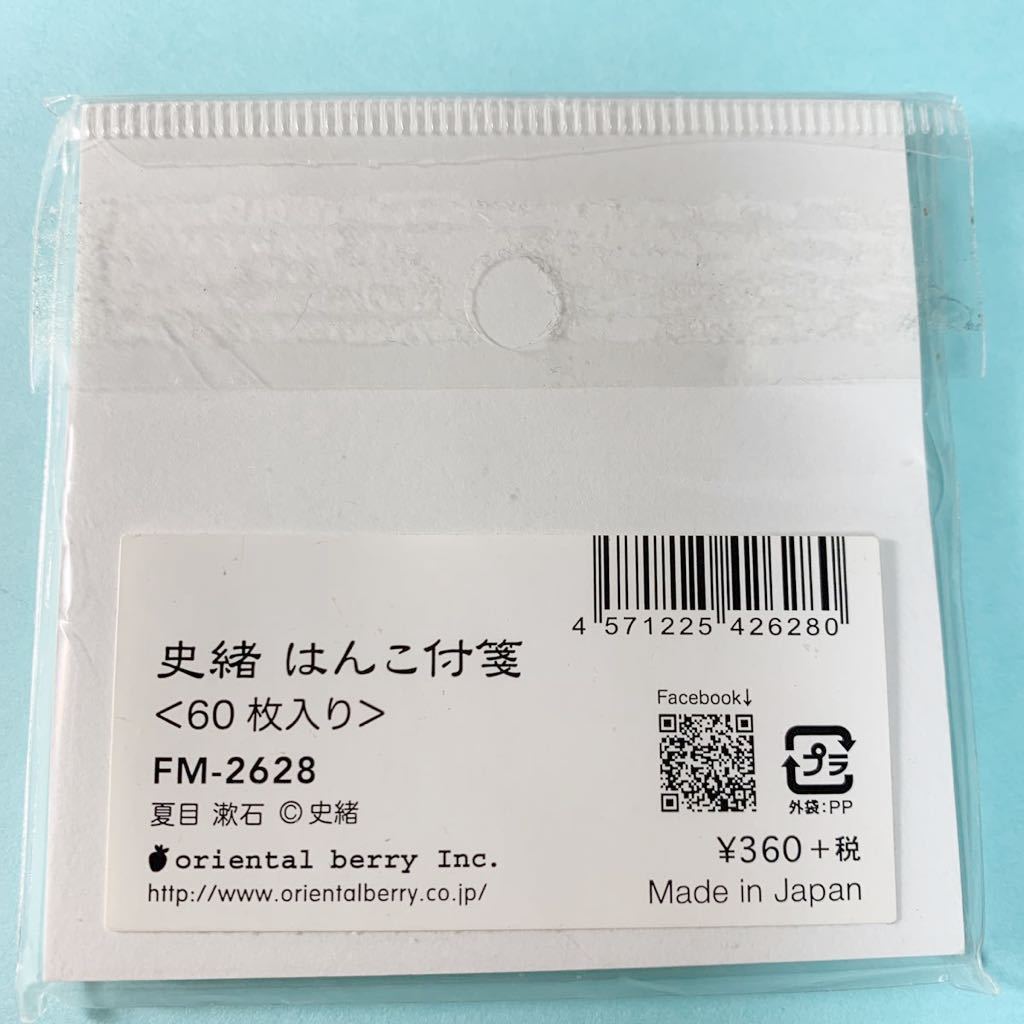 4 571225 426280
史緒 はんこ付箋
<60枚入り>
FM-2628
夏目 漱石 ©史緒
oriental berry Inc.
http://www.orientalberry.co.jp/
Facebook↓
プラ
外袋:PP
¥360+税
Made in Japan